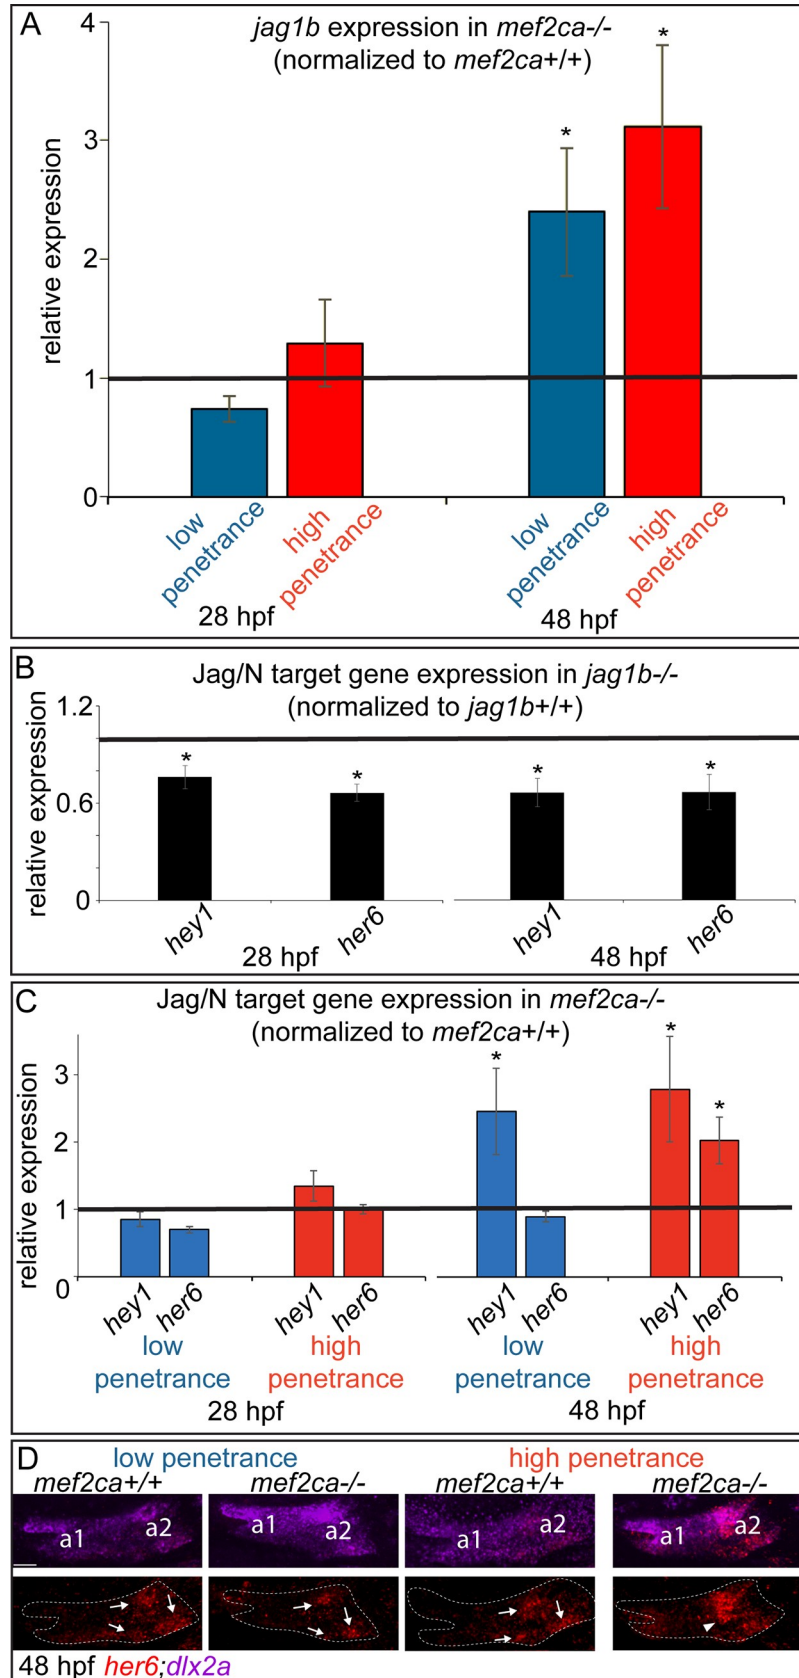 A
jag1b expression in mef2ca-/-
(normalized to mef2ca+/+)
relative expression
4
3
2
1
0
*
*
low penetrance
high penetrance
low penetrance
high penetrance
28 hpf
48 hpf
B
Jag/N target gene expression in jag1b-/-
(normalized to jag1b+/+)
relative expression
1.2
0.6
0
*
*
*
*
hey1
her6
hey1
her6
28 hpf
48 hpf
C
Jag/N target gene expression in mef2ca-/-
(normalized to mef2ca+/+)
relative expression
3
2
1
0
*
*
*
hey1 her6 hey1 her6 hey1 her6 hey1 her6
low high low high
penetrance penetrance penetrance penetrance
28 hpf
48 hpf
D
low penetrance high penetrance
mef2ca+/+ mef2ca-/- mef2ca+/+ mef2ca-/-
a1 a2 a1 a2 a1 a2 a1 a2
48 hpf her6;dlx2a